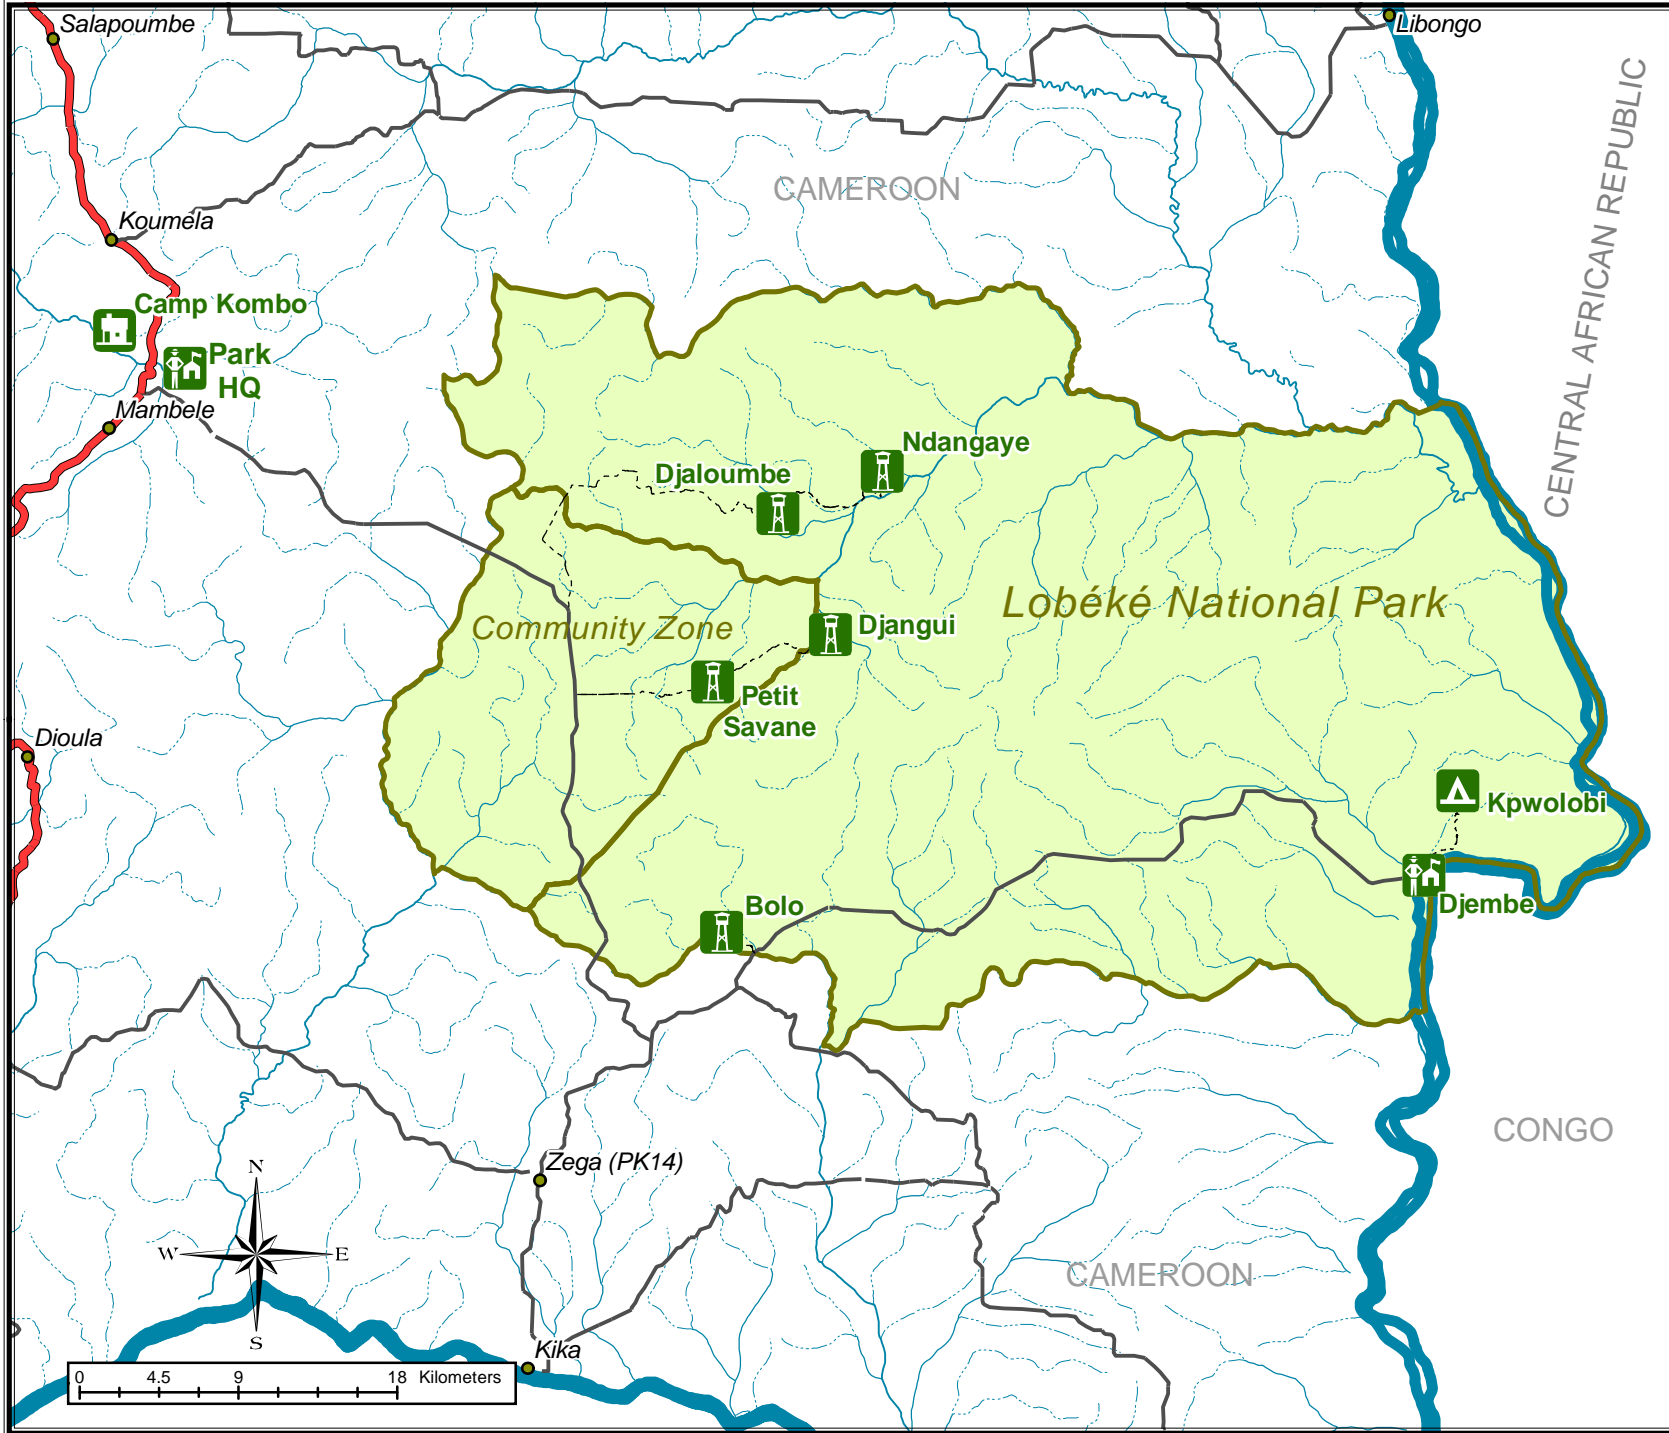 Salapoumbe
Libongo
CENTRAL AFRICAN REPUBLIC
CAMEROON
Koumela
Camp Kombo
Park
HQ
Mambele
Ndangaye
Djaloumbe
Lobéké National Park
Community Zone
Djangui
Petit
Savane
Dioula
Kpwolobi
Bolo
Djembe
CONGO
Zega (PK14)
N
W
E
S
CAMEROON
Kika
0 4.5 9 18 Kilometers